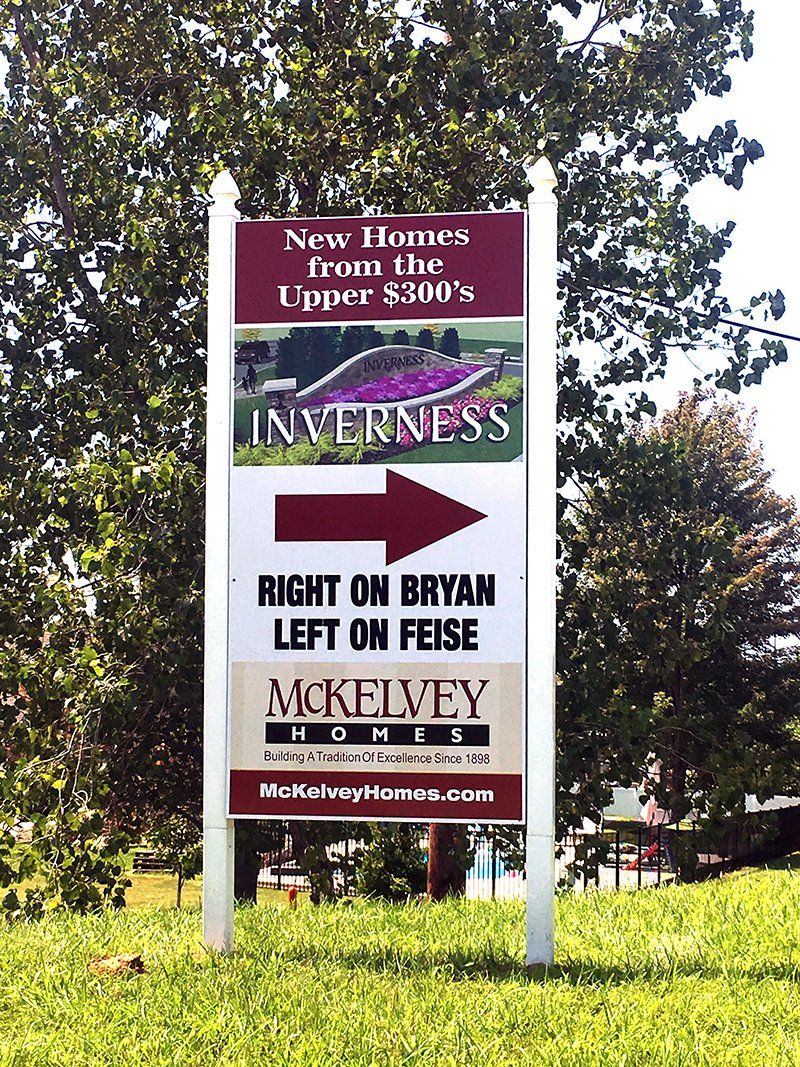 New Homes
from the
Upper $300's
INVERNESS
INVERNESS
RIGHT ON BRYAN
LEFT ON FEISE
McKELVEY
HOMES
Building A Tradition Of Excellence Since 1898
McKelveyHomes.com